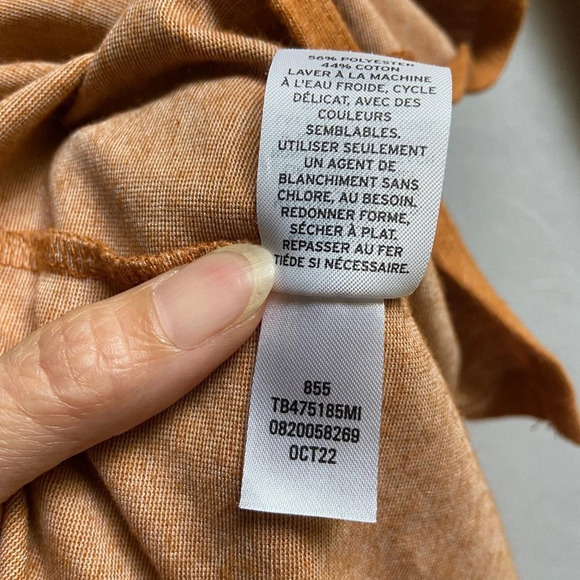 56% POLYESTER
44% COTON
LAVER À LA MACHINE
À L'EAU FROIDE, CYCLE
DÉLICAT, AVEC DES
COULEURS
SEMBLABLES.
UTILISER SEULEMENT
UN AGENT DE
BLANCHIMENT SANS
CHLORE, AU BESOIN.
REDONNER FORME,
SÉCHER À PLAT.
REPASSER AU FER
TIÈDE SI NÉCESSAIRE.
855
TB475185MI
0820058269
OCT22